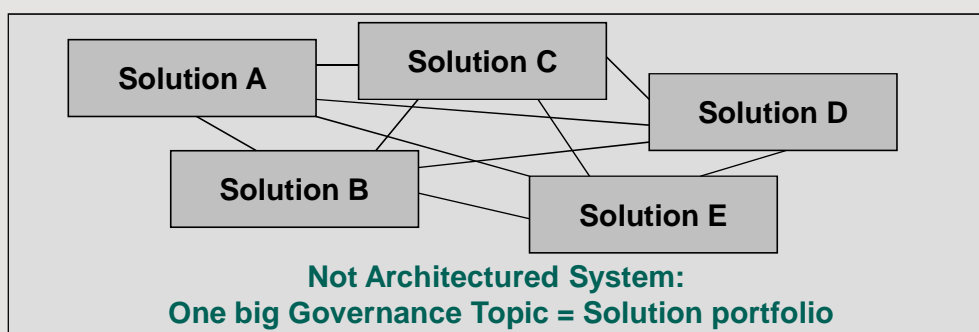 Solution A
Solution C
Solution D
Solution B
Solution E
Not Architectured System:
One big Governance Topic = Solution portfolio